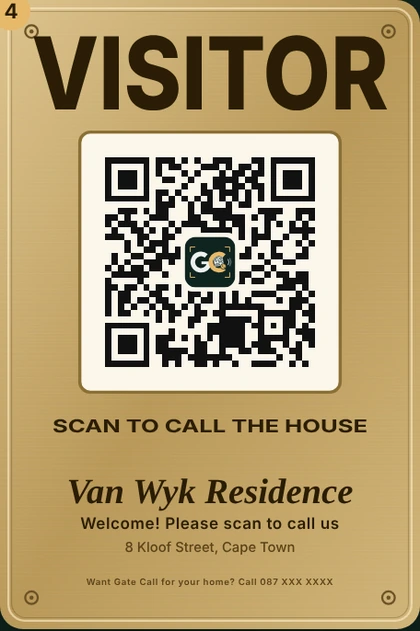 4
VISITOR
GC
SCAN TO CALL THE HOUSE
Van Wyk Residence
Welcome! Please scan to call us
8 Kloof Street, Cape Town
Want Gate Call for your home? Call 087 XXX XXXX